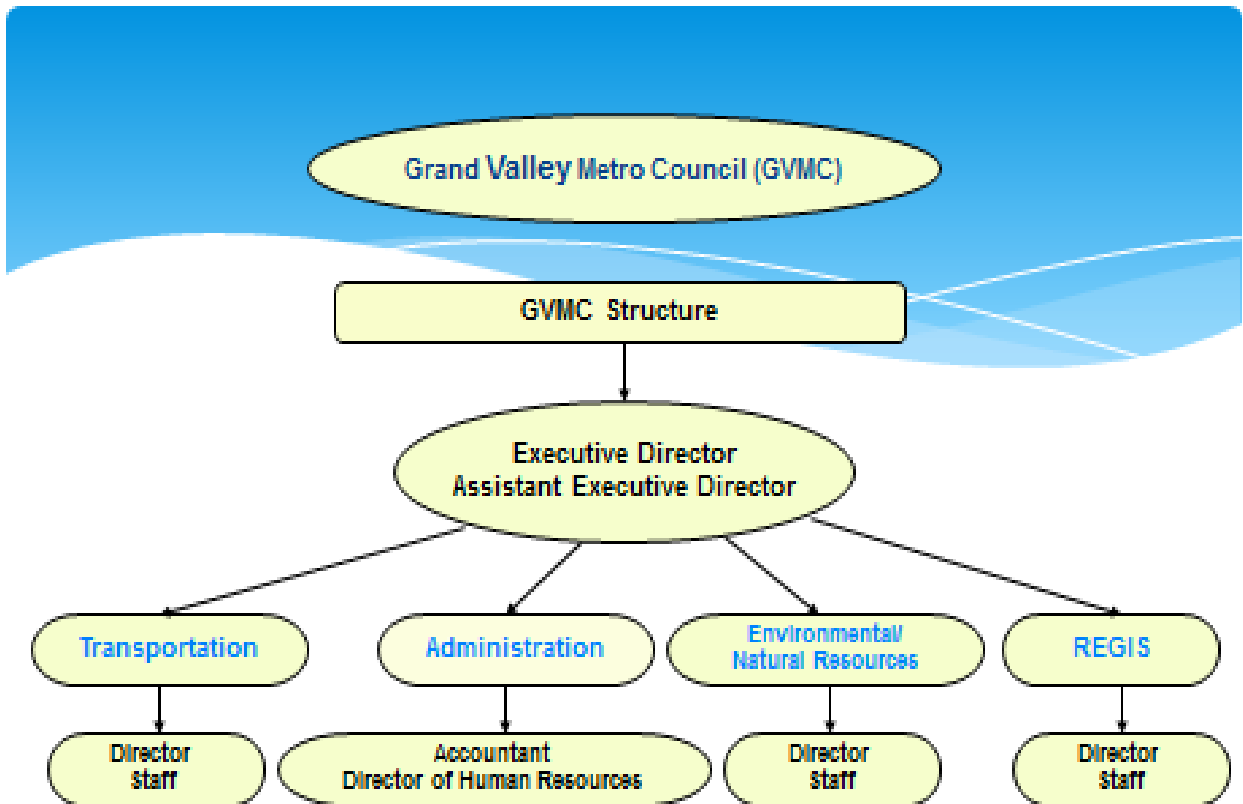 Grand Valley Metro Council (GVMC)
GVMC Structure
Executive Director
Assistant Executive Director
Transportation
Administration
Environmental/
Natural Resources
REGIS
Director
Staff
Accountant
Director of Human Resources
Director
Staff
Director
Staff